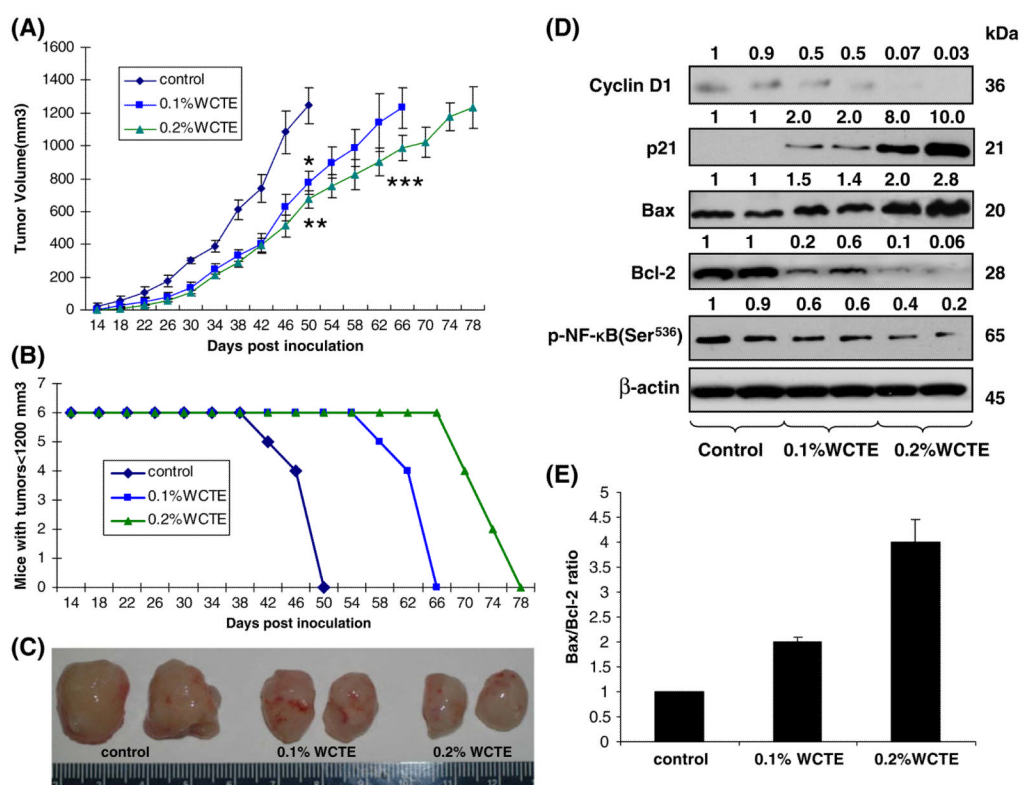 (A)
1600
1400
1200
1000
800
600
400
200
0
Tumor Volume(mm3)
control
0.1%WCTE
0.2%WCTE
*
**
***
14 18 22 26 30 34 38 42 46 50 54 58 62 66 70 74 78
Days post inoculation
(B)
7
6
5
4
3
2
1
0
Mice with tumors<1200 mm3
control
0.1%WCTE
0.2%WCTE
14 18 22 26 30 34 38 42 46 50 54 58 62 66 70 74 78
Days post inoculation
(C)
control 0.1% WCTE 0.2% WCTE
(D)
kDa
1 0.9 0.5 0.5 0.07 0.03
Cyclin D1 36
1 1 2.0 2.0 8.0 10.0
p21 21
1 1 1.5 1.4 2.0 2.8
Bax 20
1 1 0.2 0.6 0.1 0.06
Bcl-2 28
1 0.9 0.6 0.6 0.4 0.2
p-NF-κB(Ser536) 65
β-actin 45
Control 0.1%WCTE 0.2%WCTE
(E)
5
4.5
4
3.5
3
2.5
2
1.5
1
0.5
0
Bax/Bcl-2 ratio
control 0.1% WCTE 0.2%WCTE